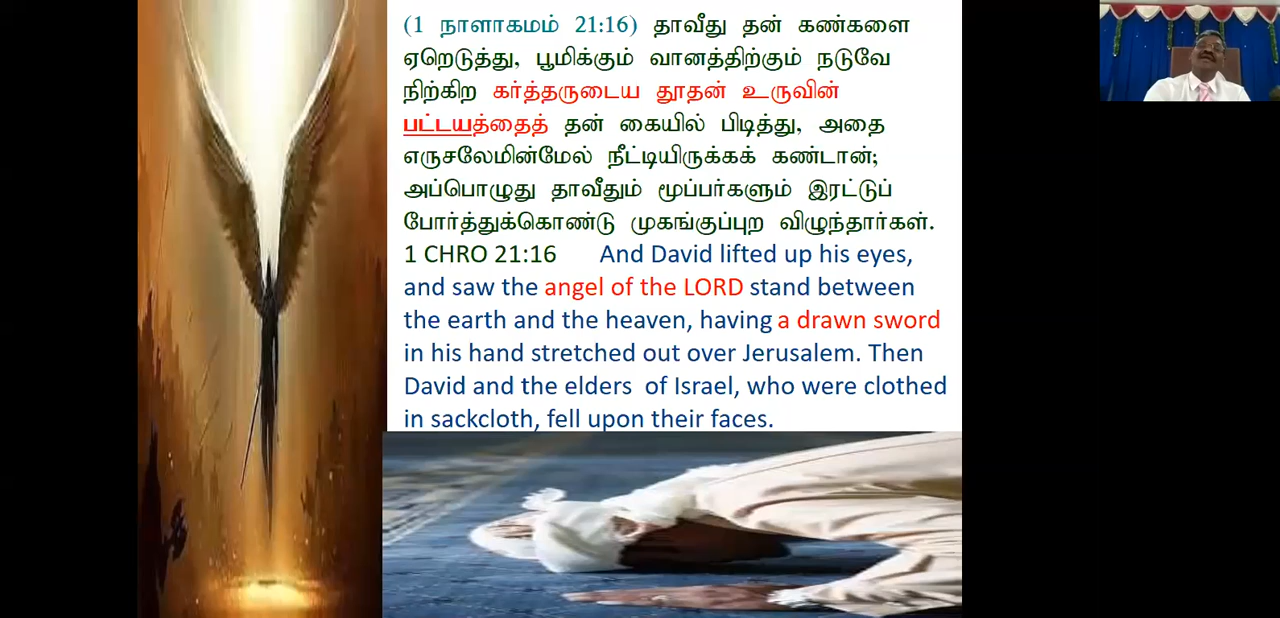 (1 நாளாகமம் 21:16) தாவீது தன் கண்களை
ஏறெடுத்து, பூமிக்கும் வானத்திற்கும் நடுவே
நிற்கிற கர்த்தருடைய தூதன் உருவின
பட்டயத்தைத் தன் கையில் பிடித்து, அதை
எருசலேமின்மேல் நீட்டியிருக்கக் கண்டான்;
அப்பொழுது தாவீதும் மூப்பர்களும் இரட்டுப்
போர்த்துக்கொண்டு முகங்குப்புற விழுந்தார்கள்.
1 CHRO 21:16 And David lifted up his eyes,
and saw the angel of the LORD stand between
the earth and the heaven, having a drawn sword
in his hand stretched out over Jerusalem. Then
David and the elders of Israel, who were clothed
in sackcloth, fell upon their faces.